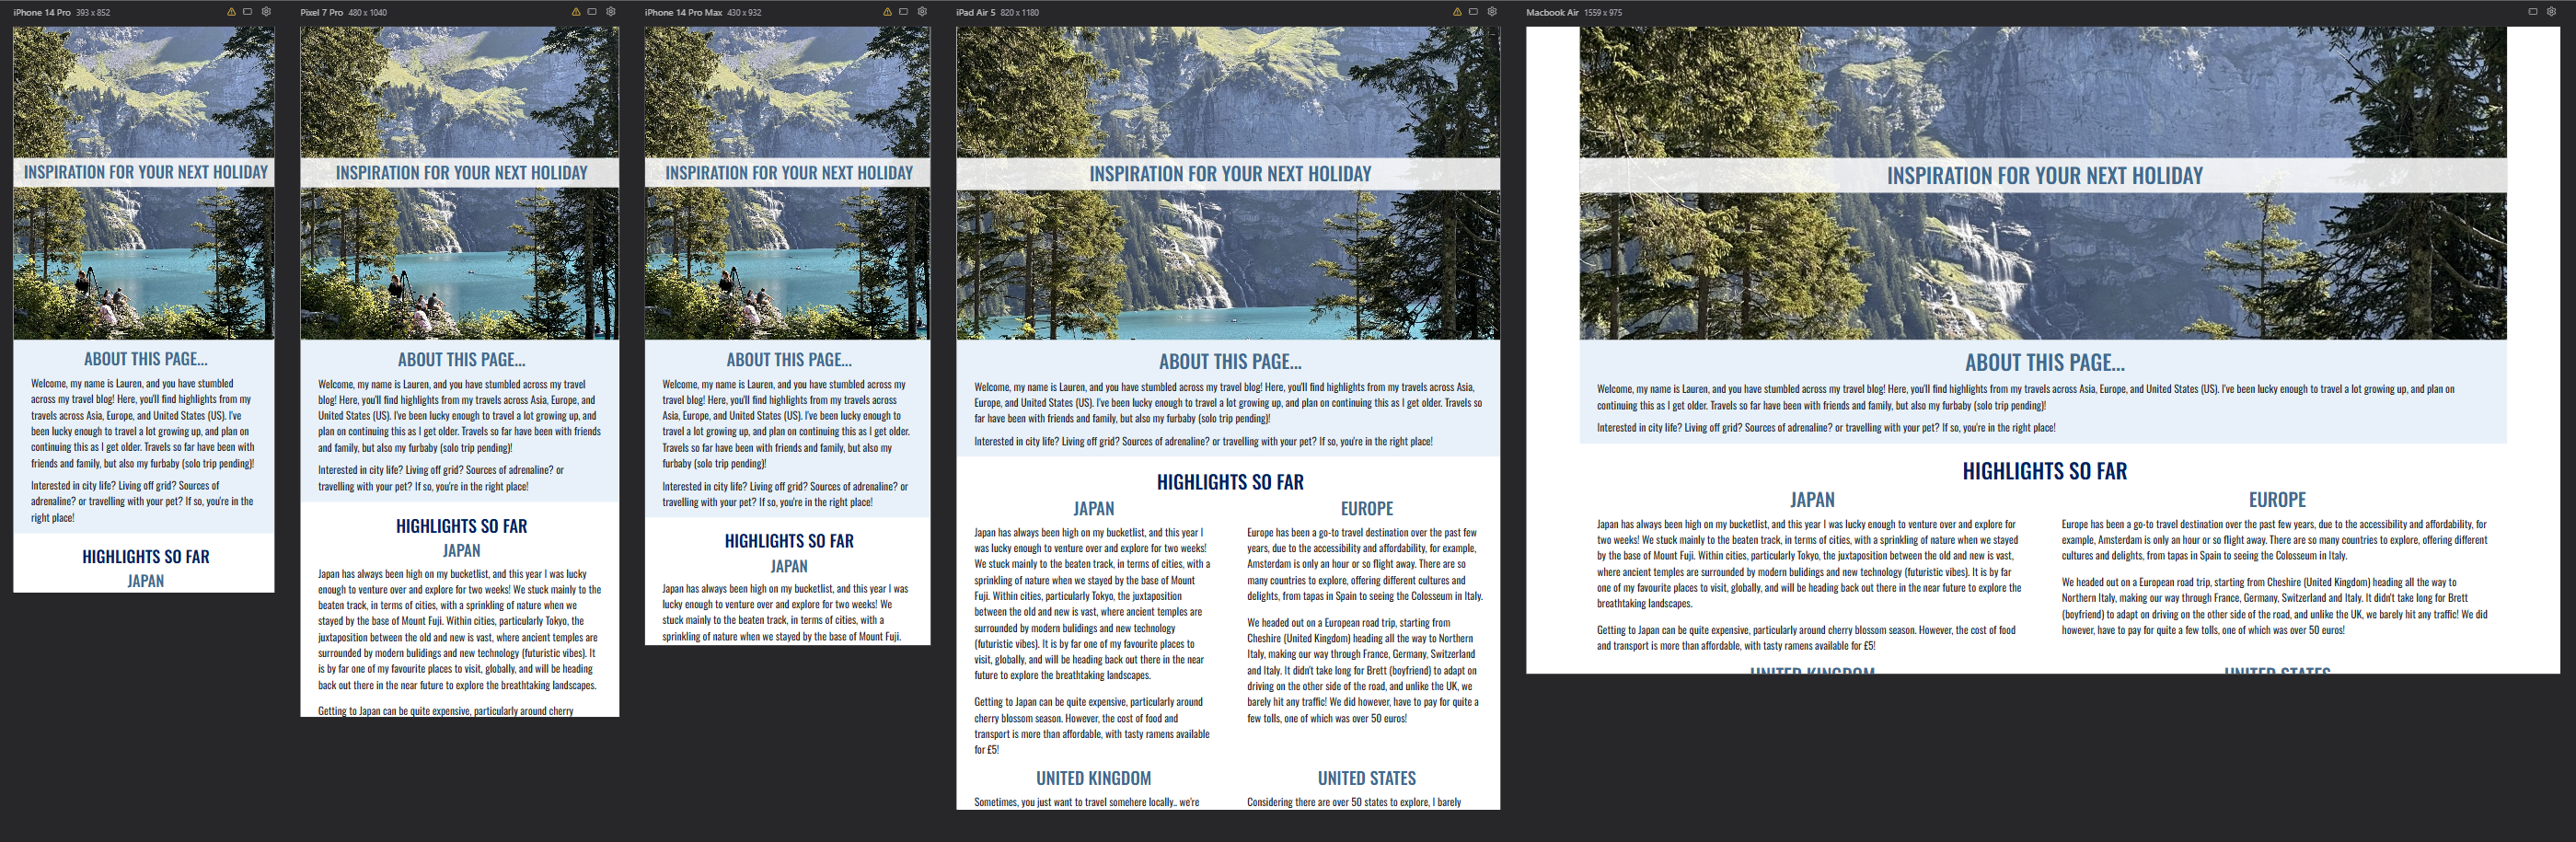 iPhone 14 Pro 393 x 852
INSPIRATION FOR YOUR NEXT HOLIDAY
ABOUT THIS PAGE...
Welcome, my name is Lauren, and you have stumbled
across my travel blog! Here, you'll find highlights from my
travels across Asia, Europe, and United States (US). I've
been lucky enough to travel a lot growing up, and plan on
continuing this as I get older. Travels so far have been with
friends and family, but also my furbaby (solo trip pending)!
Interested in city life? Living off grid? Sources of
adrenaline? or travelling with your pet? If so, you're in the
right place!
HIGHLIGHTS SO FAR
JAPAN
Pixel 7 Pro 480 x 1040
INSPIRATION FOR YOUR NEXT HOLIDAY
ABOUT THIS PAGE...
Welcome, my name is Lauren, and you have stumbled across my travel
blog! Here, you'll find highlights from my travels across Asia, Europe, and
United States (US). I've been lucky enough to travel a lot growing up, and
plan on continuing this as I get older. Travels so far have been with friends
and family, but also my furbaby (solo trip pending)!
Interested in city life? Living off grid? Sources of adrenaline? or
travelling with your pet? If so, you're in the right place!
HIGHLIGHTS SO FAR
JAPAN
Japan has always been high on my bucketlist, and this year I was lucky
enough to venture over and explore for two weeks! We stuck mainly to the
beaten track, in terms of cities, with a sprinkling of nature when we
stayed by the base of Mount Fuji. Within cities, particularly Tokyo, the
juxtaposition between the old and new is vast, where ancient temples are
surrounded by modern bulidings and new technology (futuristic vibes). It
is by far one of my favourite places to visit, globally, and will be heading
back out there in the near future to explore the breathtaking landscapes.
Getting to Japan can be quite expensive, particularly around cherry
iPhone 14 Pro Max 430 x 932
INSPIRATION FOR YOUR NEXT HOLIDAY
ABOUT THIS PAGE...
Welcome, my name is Lauren, and you have stumbled across my
travel blog! Here, you'll find highlights from my travels across
Asia, Europe, and United States (US). I've been lucky enough to
travel a lot growing up, and plan on continuing this as I get older.
Travels so far have been with friends and family, but also my
furbaby (solo trip pending)!
Interested in city life? Living off grid? Sources of adrenaline? or
travelling with your pet? If so, you're in the right place!
HIGHLIGHTS SO FAR
JAPAN
Japan has always been high on my bucketlist, and this year I was
lucky enough to venture over and explore for two weeks! We
stuck mainly to the beaten track, in terms of cities, with a
sprinkling of nature when we stayed by the base of Mount Fuji.
iPad Air 5 820 x 1180
INSPIRATION FOR YOUR NEXT HOLIDAY
ABOUT THIS PAGE...
Welcome, my name is Lauren, and you have stumbled across my travel blog! Here, you'll find highlights from my travels across Asia,
Europe, and United States (US). I've been lucky enough to travel a lot growing up, and plan on continuing this as I get older. Travels so
far have been with friends and family, but also my furbaby (solo trip pending)!
Interested in city life? Living off grid? Sources of adrenaline? or travelling with your pet? If so, you're in the right place!
HIGHLIGHTS SO FAR
JAPAN
Japan has always been high on my bucketlist, and this year I
was lucky enough to venture over and explore for two weeks!
We stuck mainly to the beaten track, in terms of cities, with a
sprinkling of nature when we stayed by the base of Mount
Fuji. Within cities, particularly Tokyo, the juxtaposition
between the old and new is vast, where ancient temples are
surrounded by modern bulidings and new technology
(futuristic vibes). It is by far one of my favourite places to
visit, globally, and will be heading back out there in the near
future to explore the breathtaking landscapes.
Getting to Japan can be quite expensive, particularly around
cherry blossom season. However, the cost of food and
transport is more than affordable, with tasty ramens available
for £5!
EUROPE
Europe has been a go-to travel destination over the past few
years, due to the accessibility and affordability, for example,
Amsterdam is only an hour or so flight away. There are so
many countries to explore, offering different cultures and
delights, from tapas in Spain to seeing the Colosseum in Italy.
We headed out on a European road trip, starting from
Cheshire (United Kingdom) heading all the way to Northern
Italy, making our way through France, Germany, Switzerland
and Italy. It didn't take long for Brett (boyfriend) to adapt on
driving on the other side of the road, and unlike the UK, we
barely hit any traffic! We did however, have to pay for quite a
few tolls, one of which was over 50 euros!
UNITED KINGDOM
Sometimes, you just want to travel somehere locally.. we're
UNITED STATES
Considering there are over 50 states to explore, I barely
Macbook Air 1559 x 975
INSPIRATION FOR YOUR NEXT HOLIDAY
ABOUT THIS PAGE...
Welcome, my name is Lauren, and you have stumbled across my travel blog! Here, you'll find highlights from my travels across Asia, Europe, and United States (US). I've been lucky enough to travel a lot growing up, and plan on
continuing this as I get older. Travels so far have been with friends and family, but also my furbaby (solo trip pending)!
Interested in city life? Living off grid? Sources of adrenaline? or travelling with your pet? If so, you're in the right place!
HIGHLIGHTS SO FAR
JAPAN
Japan has always been high on my bucketlist, and this year I was lucky enough to venture over and explore for
two weeks! We stuck mainly to the beaten track, in terms of cities, with a sprinkling of nature when we stayed
by the base of Mount Fuji. Within cities, particularly Tokyo, the juxtaposition between the old and new is vast,
where ancient temples are surrounded by modern bulidings and new technology (futuristic vibes). It is by far
one of my favourite places to visit, globally, and will be heading back out there in the near future to explore the
breathtaking landscapes.
Getting to Japan can be quite expensive, particularly around cherry blossom season. However, the cost of food
and transport is more than affordable, with tasty ramens available for £5!
EUROPE
Europe has been a go-to travel destination over the past few years, due to the accessibility and affordability, for
example, Amsterdam is only an hour or so flight away. There are so many countries to explore, offering different
cultures and delights, from tapas in Spain to seeing the Colosseum in Italy.
We headed out on a European road trip, starting from Cheshire (United Kingdom) heading all the way to
Northern Italy, making our way through France, Germany, Switzerland and Italy. It didn't take long for Brett
(boyfriend) to adapt on driving on the other side of the road, and unlike the UK, we barely hit any traffic! We did
however, have to pay for quite a few tolls, one of which was over 50 euros!
UNITED KINGDOM
UNITED STATES